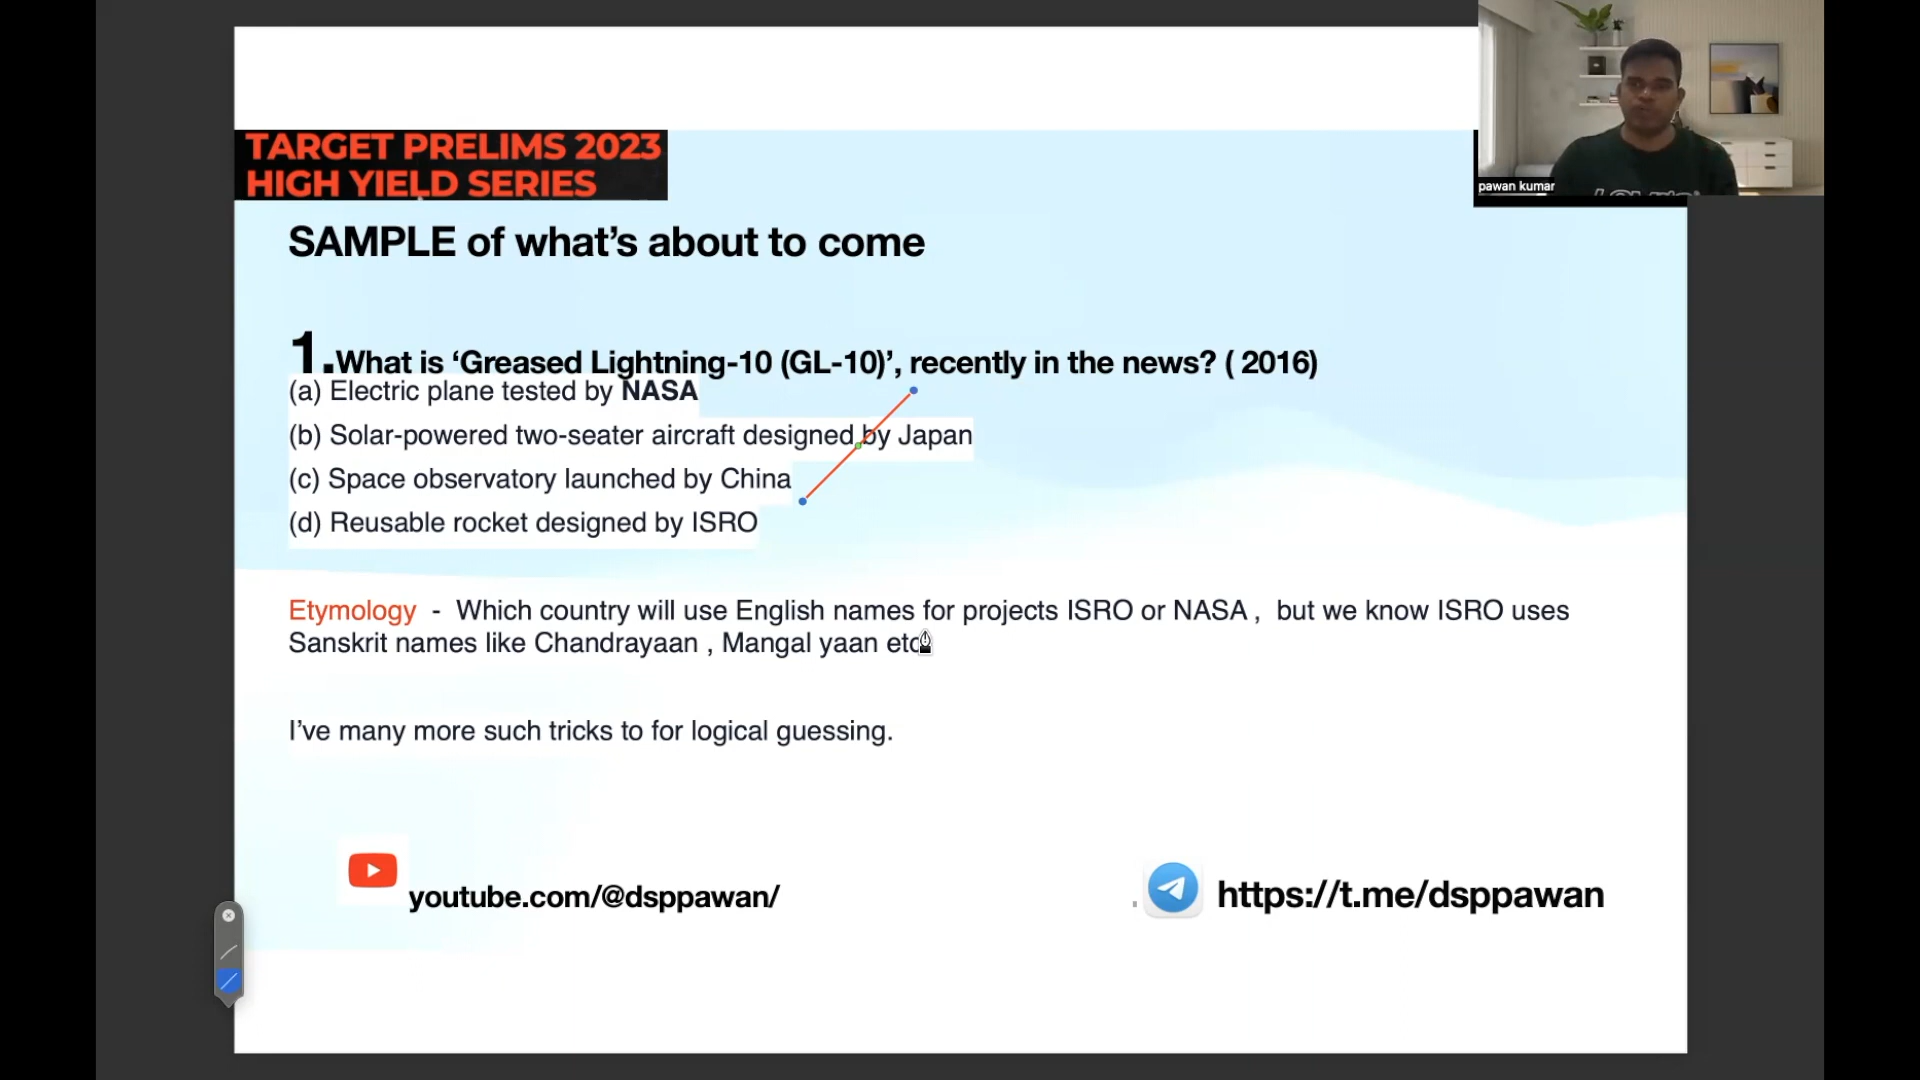 pawan kumar
TARGET PRELIMS 2023
HIGH YIELD SERIES
SAMPLE of what's about to come
1.What is ‘Greased Lightning-10 (GL-10)’, recently in the news? ( 2016)
(a) Electric plane tested by NASA
(b) Solar-powered two-seater aircraft designed by Japan
(c) Space observatory launched by China
(d) Reusable rocket designed by ISRO
Etymology - Which country will use English names for projects ISRO or NASA , but we know ISRO uses
Sanskrit names like Chandrayaan , Mangal yaan etc
I’ve many more such tricks to for logical guessing.
youtube.com/@dsppawan/
. https://t.me/dsppawan